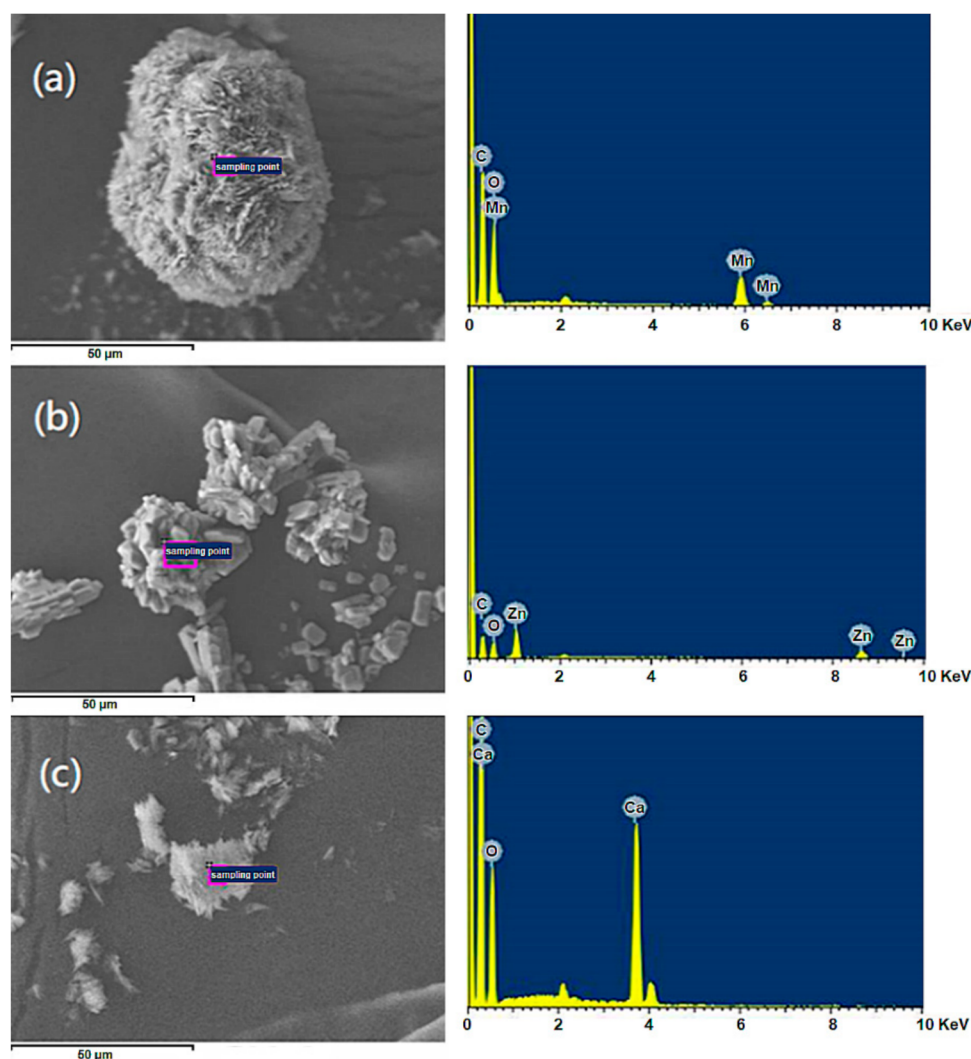 (a)
sampling point
50 µm
C
O
Mn
Mn
Mn
0 2 4 6 8 10 KeV
(b)
sampling point
50 µm
C
O
Zn
Zn
Zn
0 2 4 6 8 10 KeV
(c)
sampling point
50 µm
C
Ca
O
Ca
0 2 4 6 8 10 KeV